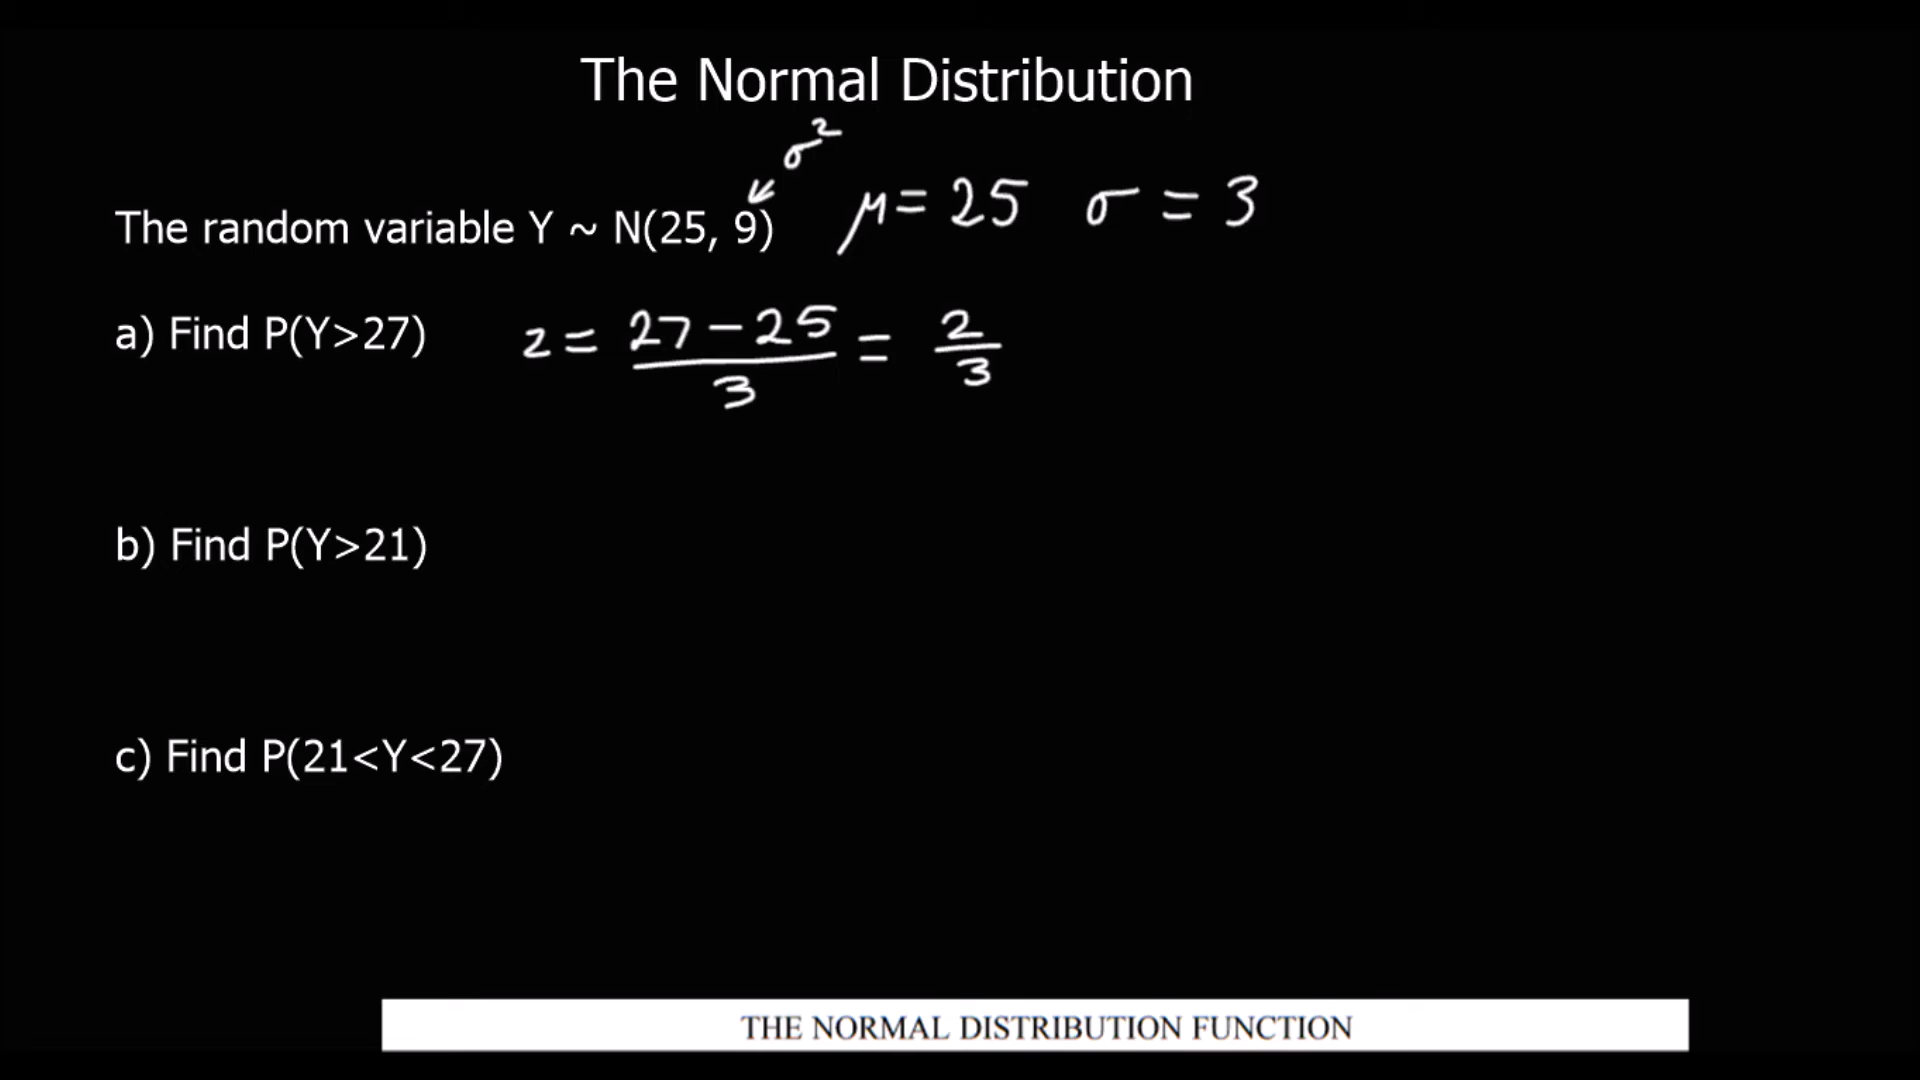 The Normal Distribution
σ²
The random variable Y ~ N(25, 9) μ = 25 σ = 3
a) Find P(Y>27) z = (27 − 25)/3 = 2/3
b) Find P(Y>21)
c) Find P(21<Y<27)
THE NORMAL DISTRIBUTION FUNCTION